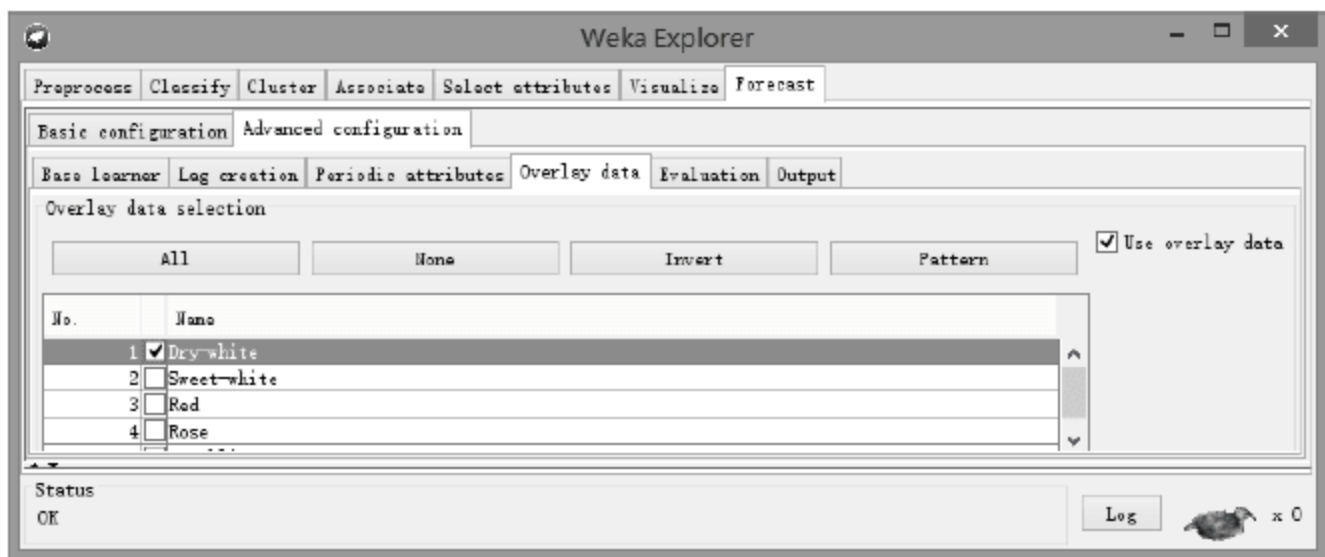 Weka Explorer
Preprocess Classify Cluster Associate Select attributes Visualize Forecast
Basic configuration Advanced configuration
Base learner Lag creation Periodic attributes Overlay data Evaluation Output
Overlay data selection
All None Invert Pattern Use overlay data
No. Name
1 Dry-white
2 Sweet-white
3 Red
4 Rose
Status
OK
Log x 0